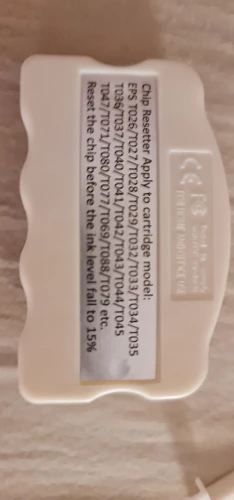 Chip Resetter Apply to cartridge model:
EPS T026/T027/T028/T029/T032/T033/T034/T035
T036/T037/T040/T041/T042/T043/T044/T045
T047/T071/T080/T077/T069/T088/T079 etc.
Reset the chip before the ink level fall to 15%
CE FC